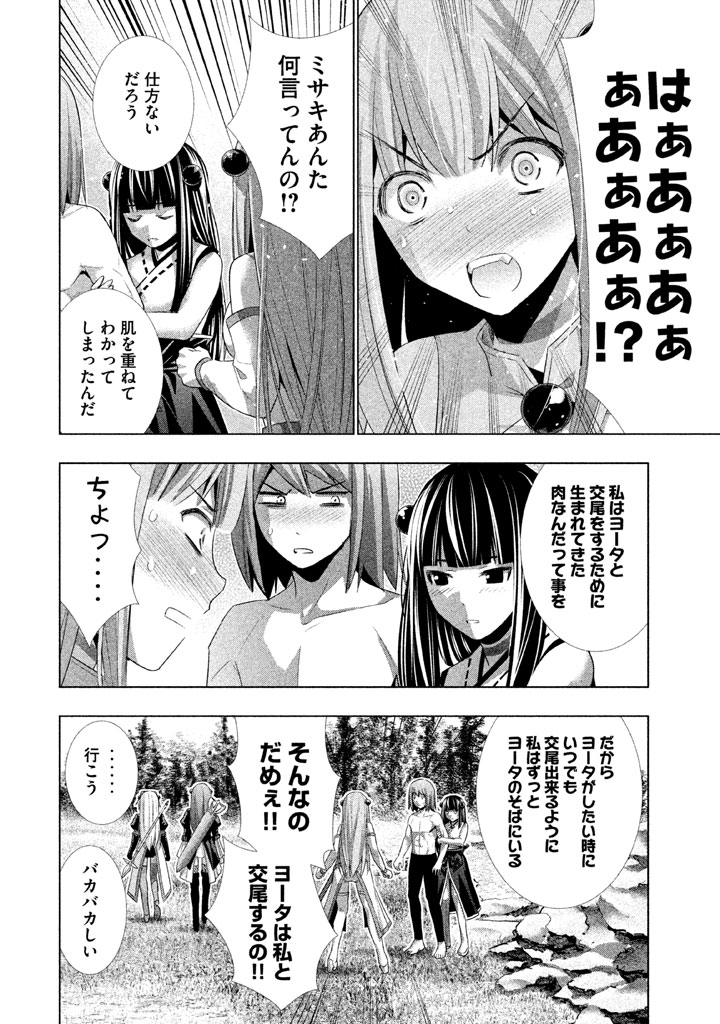 はぁあぁあぁ
ぁあぁあぁ!?
ミサキあんた
何言ってんの!?
仕方ない
だろう
肌を重ねて
わかって
しまったんだ
私はヨータと
交尾をするために
生まれてきた
肉なんだって事を
ちょっ・・・・
だから
ヨータがしたい時に
いつでも
交尾出来るように
私はずっと
ヨータのそばにいる
そんなの
だめぇ!!
ヨータは私と
交尾するの!!
・・・・・・
行こう
バカバカしい